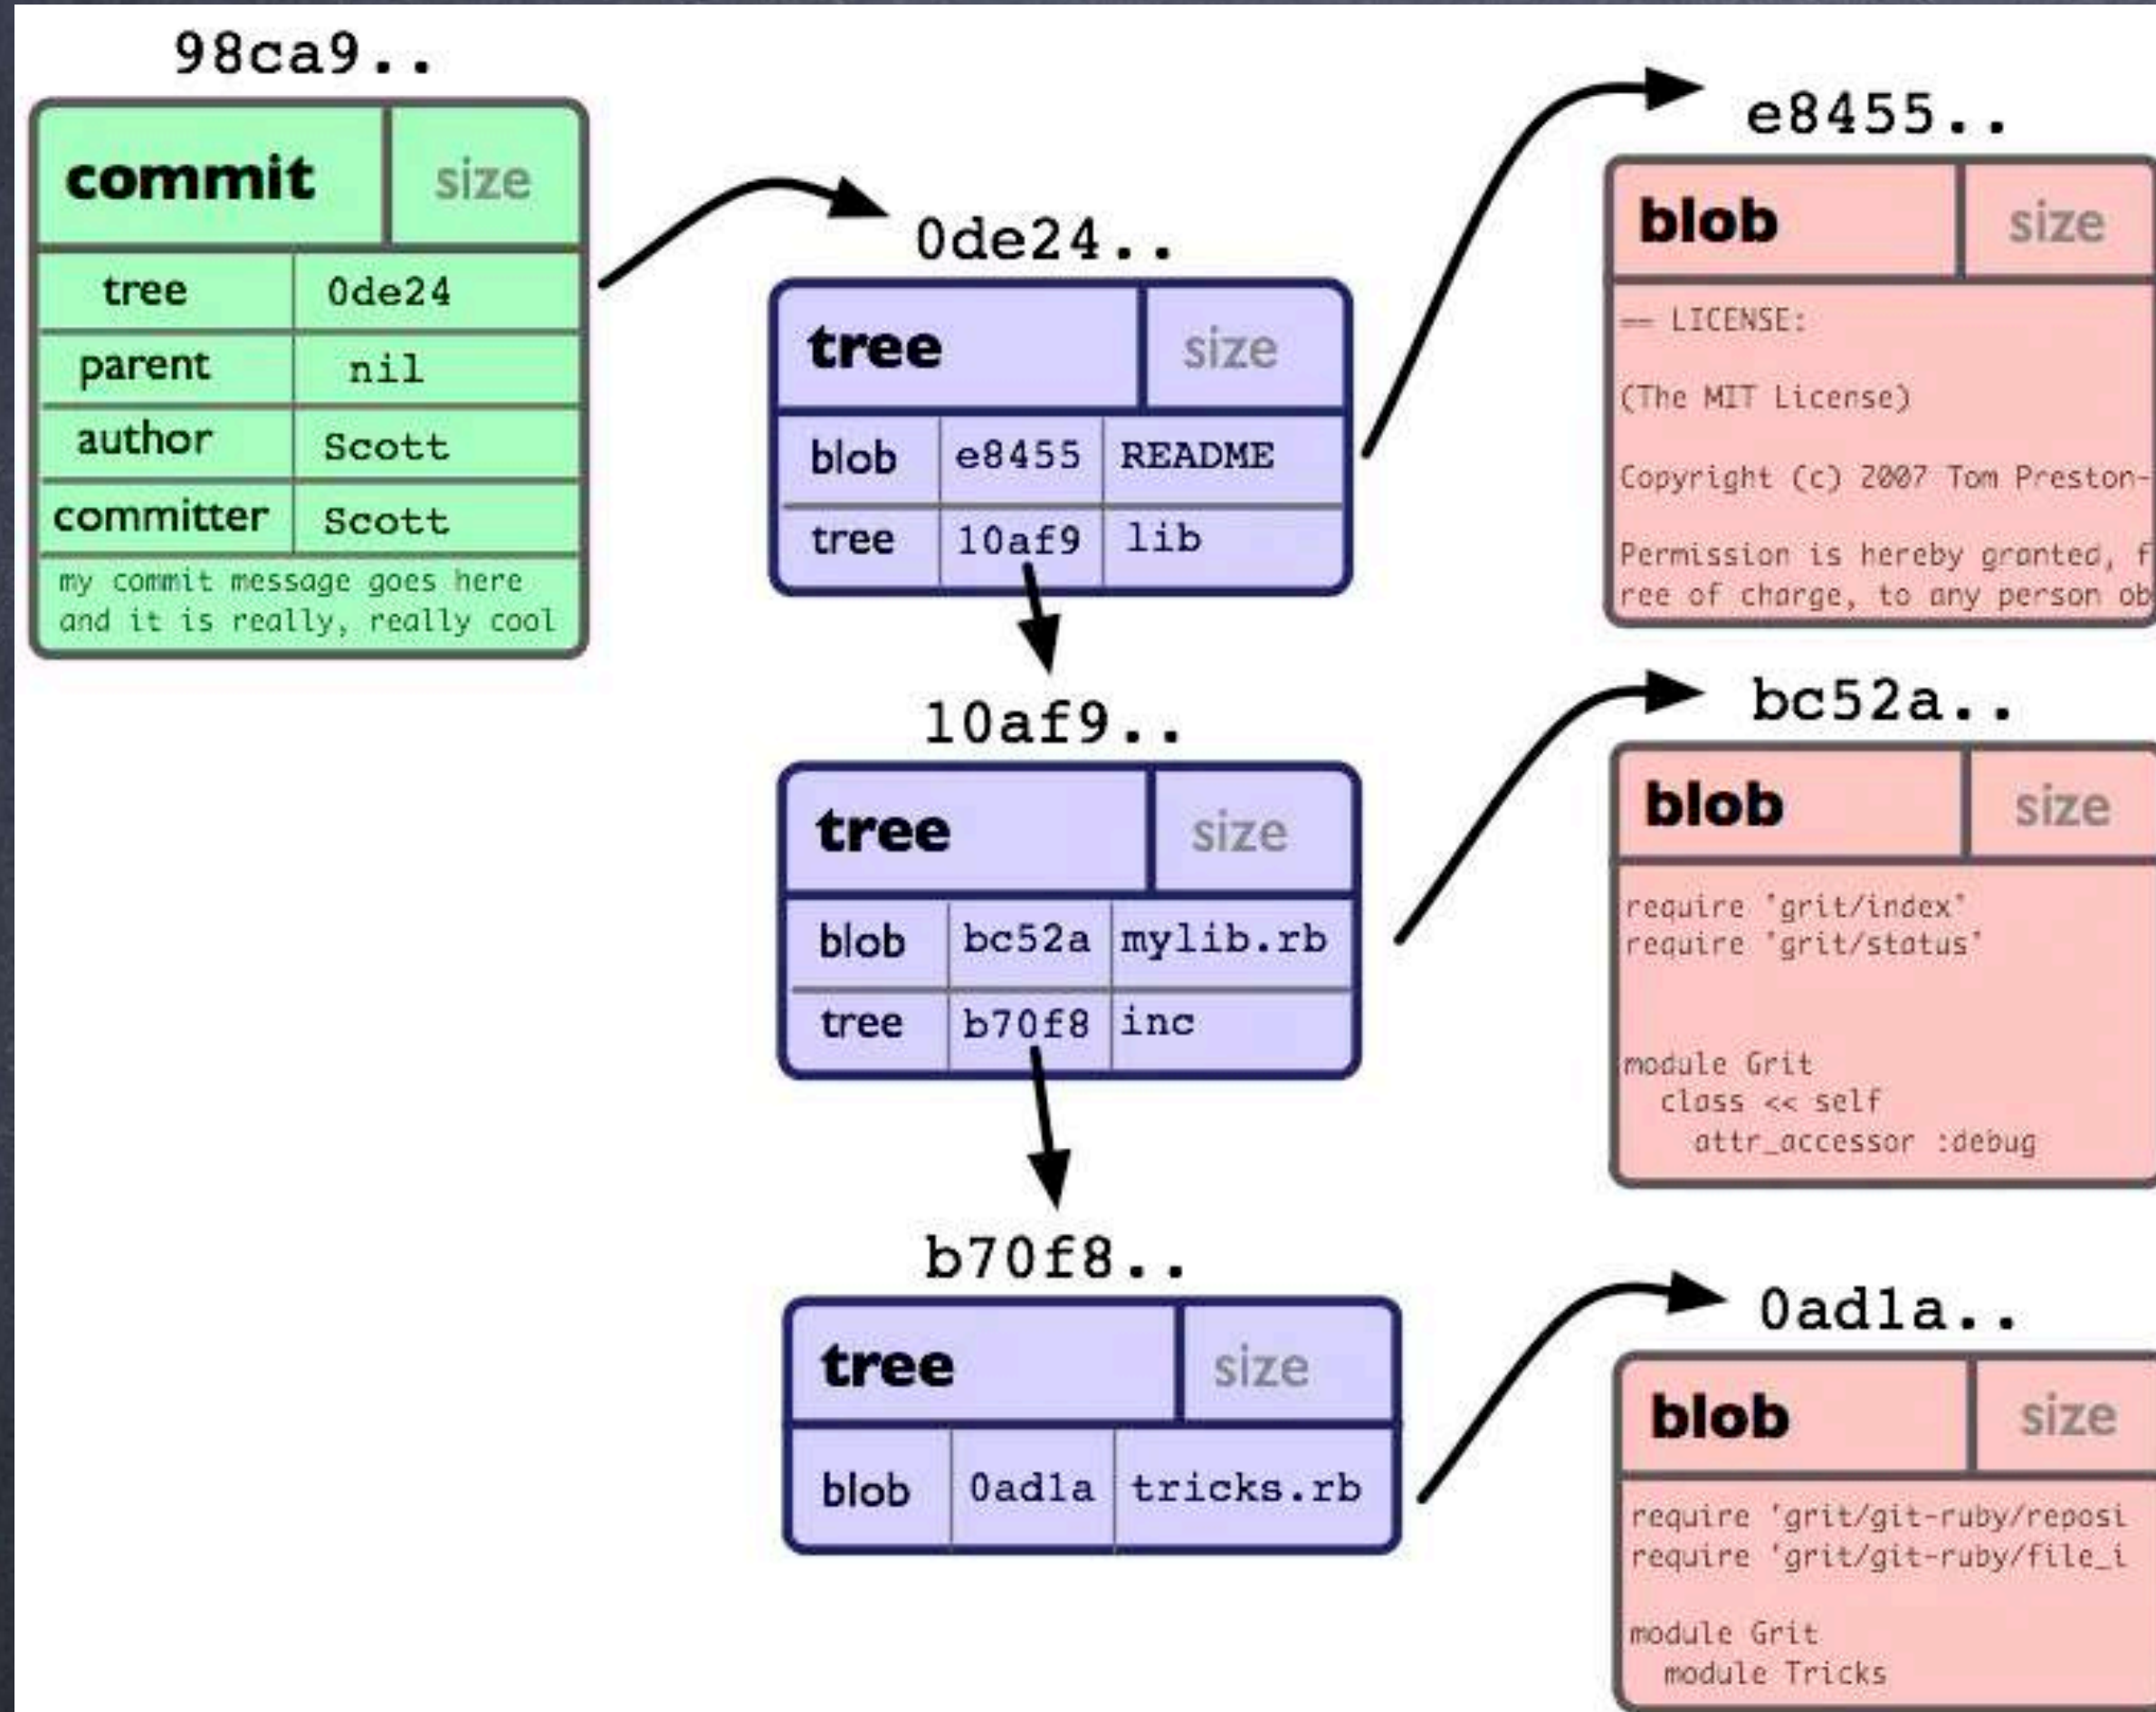 98ca9..
commit size
tree 0de24
parent nil
author Scott
committer Scott
my commit message goes here
and it is really, really cool
0de24..
tree size
blob e8455 README
tree 10af9 lib
10af9..
tree size
blob bc52a mylib.rb
tree b70f8 inc
b70f8..
tree size
blob 0ad1a tricks.rb
e8455..
blob size
== LICENSE:
(The MIT License)
Copyright (c) 2007 Tom Preston-
Permission is hereby granted, f
ree of charge, to any person ob
bc52a..
blob size
require 'grit/index'
require 'grit/status'
module Grit
class << self
attr_accessor :debug
0ad1a..
blob size
require 'grit/git-ruby/reposi
require 'grit/git-ruby/file_i
module Grit
module Tricks